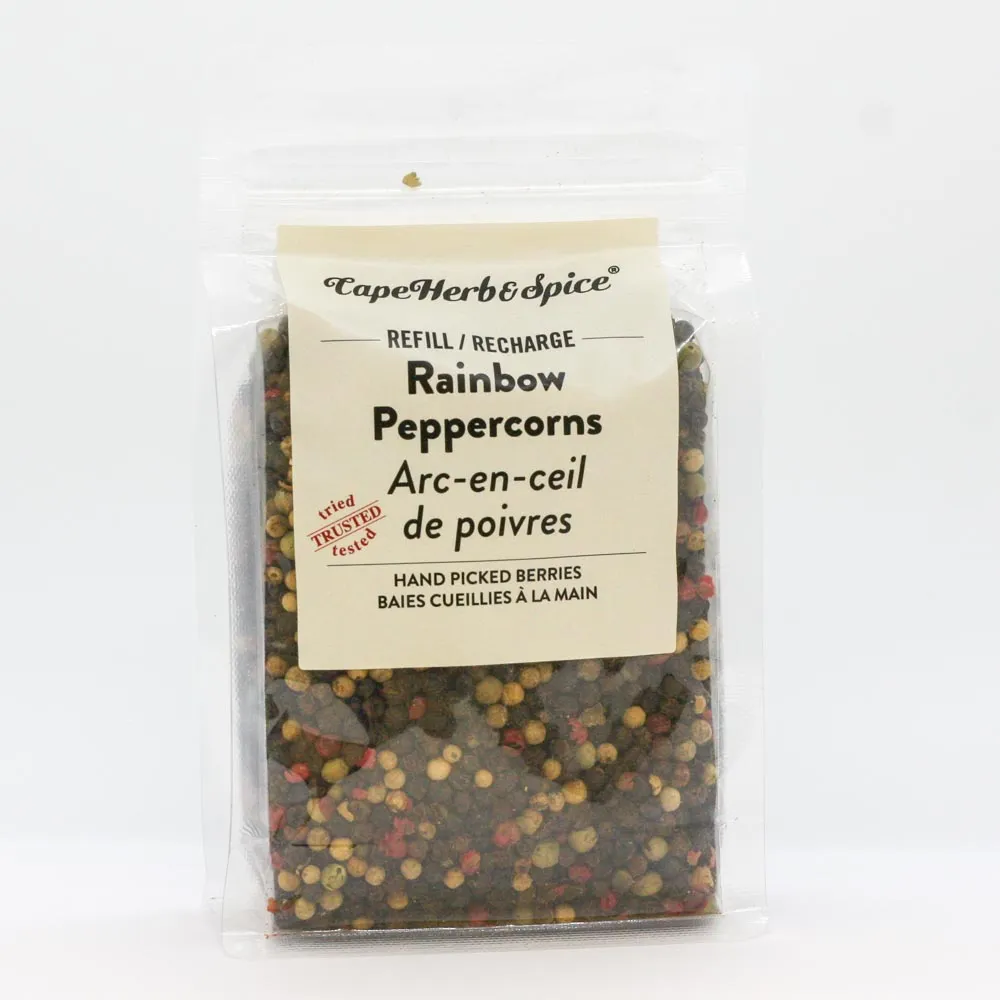 CapeHerb&Spice®
REFILL / RECHARGE
Rainbow
Peppercorns
Arc-en-ceil
de poivres
tried
TRUSTED
tested
HAND PICKED BERRIES
BAIES CUEILLIES À LA MAIN